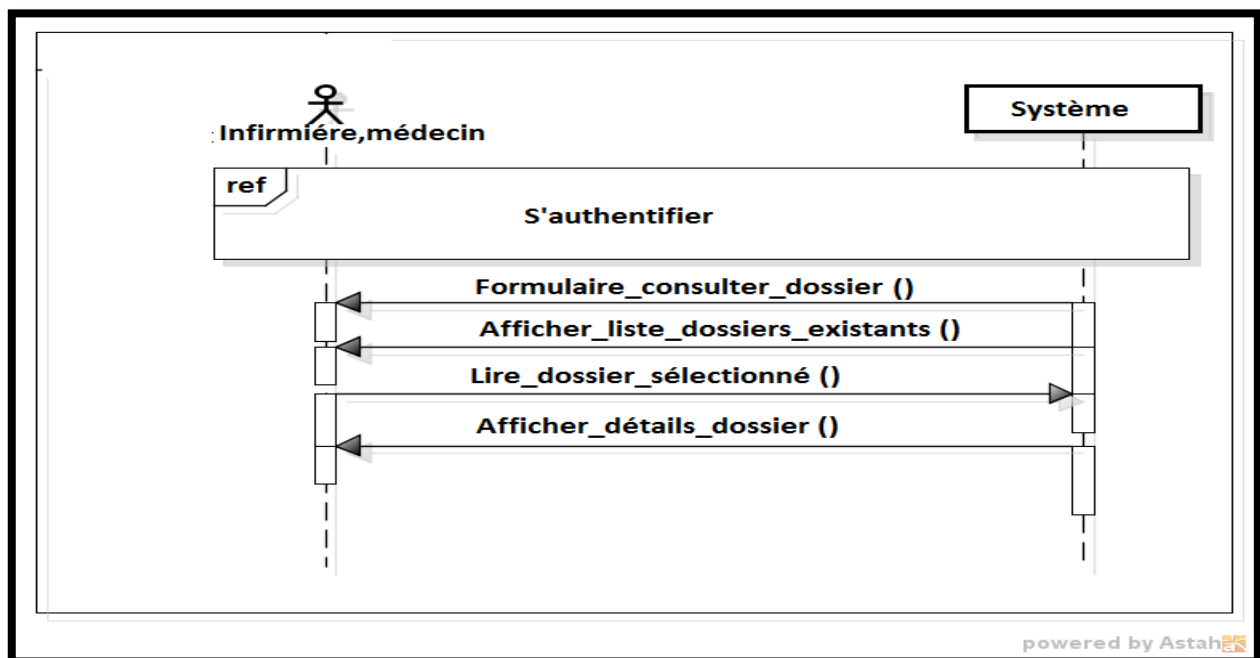 Système
: Infirmiére,médecin
ref
S'authentifier
Formulaire_consulter_dossier ()
Afficher_liste_dossiers_existants ()
Lire_dossier_sélectionné ()
Afficher_détails_dossier ()
powered by Astah